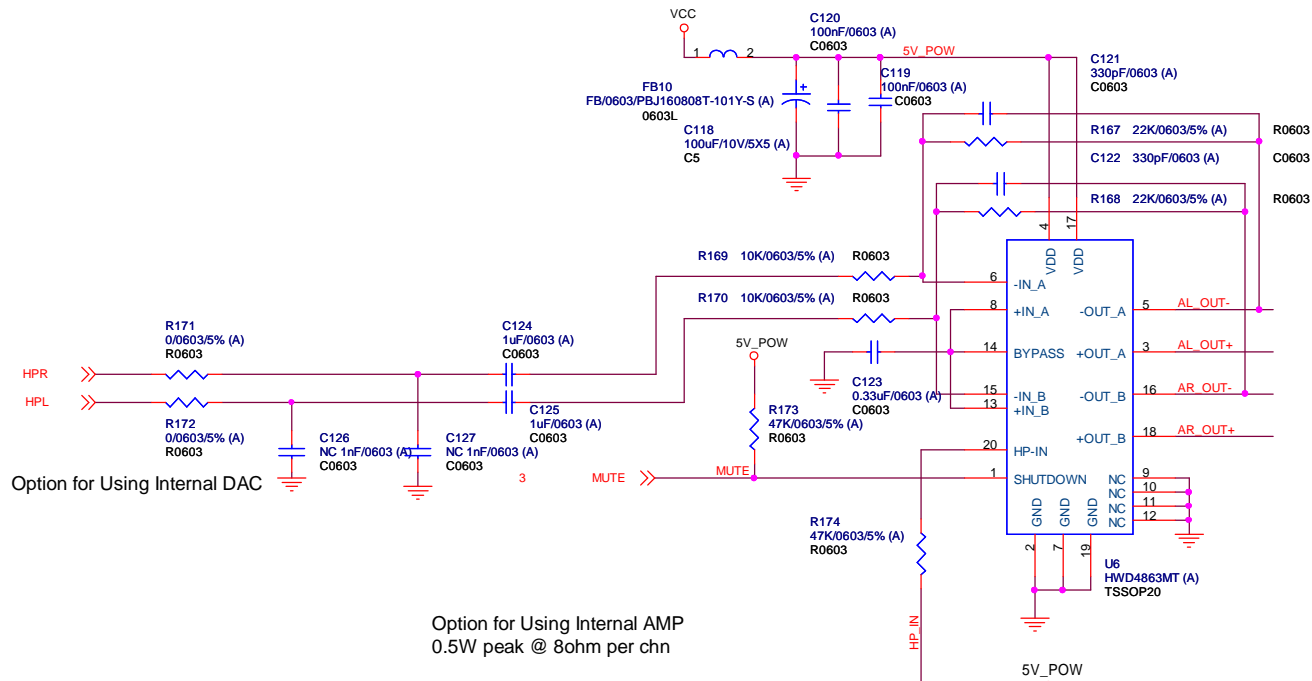 VCC
1
2
FB10
FB/0603/PBJ160808T-101Y-S (A)
0603L
C118
100uF/10V/5X5 (A)
C5
C120
100nF/0603 (A)
C0603
5V_POW
C119
100nF/0603 (A)
C0603
C121
330pF/0603 (A)
C0603
R167 22K/0603/5% (A) R0603
C122 330pF/0603 (A) C0603
R168 22K/0603/5% (A) R0603
R169 10K/0603/5% (A) R0603
R170 10K/0603/5% (A) R0603
R171
0/0603/5% (A)
R0603
C124
1uF/0603 (A)
C0603
HPR
HPL
R172
0/0603/5% (A)
R0603
C125
1uF/0603 (A)
C0603
C126
NC 1nF/0603 (A)
C0603
C127
NC 1nF/0603 (A)
C0603
Option for Using Internal DAC
3
MUTE
MUTE
5V_POW
R173
47K/0603/5% (A)
R0603
C123
0.33uF/0603 (A)
C0603
R174
47K/0603/5% (A)
R0603
HP_IN
4
17
VDD
VDD
6 -IN_A
8 +IN_A
14 BYPASS
15 -IN_B
13 +IN_B
20 HP-IN
1 SHUTDOWN
-OUT_A 5 AL_OUT-
+OUT_A 3 AL_OUT+
-OUT_B 16 AR_OUT-
+OUT_B 18 AR_OUT+
NC 9
NC 10
NC 11
NC 12
GND
GND
GND
2
7
19
U6
HWD4863MT (A)
TSSOP20
Option for Using Internal AMP
0.5W peak @ 8ohm per chn
5V_POW